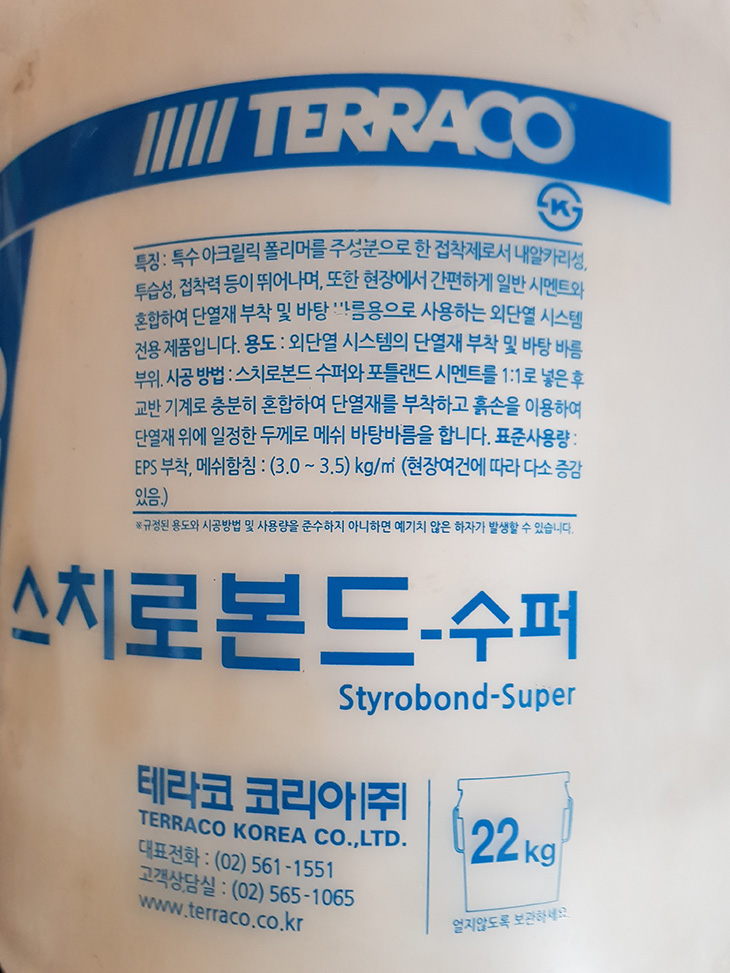 TERRACO
K
특징 : 특수 아크릴릭 폴리머를 주성분으로 한 접착제로서 내알카리성,
투습성, 접착력 등이 뛰어나며, 또한 현장에서 간편하게 일반 시멘트와
혼합하여 단열재 부착 및 바탕 바름용으로 사용하는 외단열 시스템
전용 제품입니다. 용도 : 외단열 시스템의 단열재 부착 및 바탕 바름
부위. 시공 방법 : 스치로본드 수퍼와 포틀랜드 시멘트를 1:1로 넣은 후
교반 기계로 충분히 혼합하여 단열재를 부착하고 흙손을 이용하여
단열재 위에 일정한 두께로 메쉬 바탕바름을 합니다. 표준사용량 :
EPS 부착, 메쉬함침 : (3.0 ~ 3.5) kg/㎡ (현장여건에 따라 다소 증감
있음.)
※규정된 용도와 시공방법 및 사용량을 준수하지 아니하면 예기치 않은 하자가 발생할 수 있습니다.
스치로본드-수퍼
Styrobond-Super
테라코 코리아(주)
TERRACO KOREA CO.,LTD.
대표전화 : (02) 561-1551
고객상담실 : (02) 565-1065
www.terraco.co.kr
22kg
얼지않도록 보관하세요.